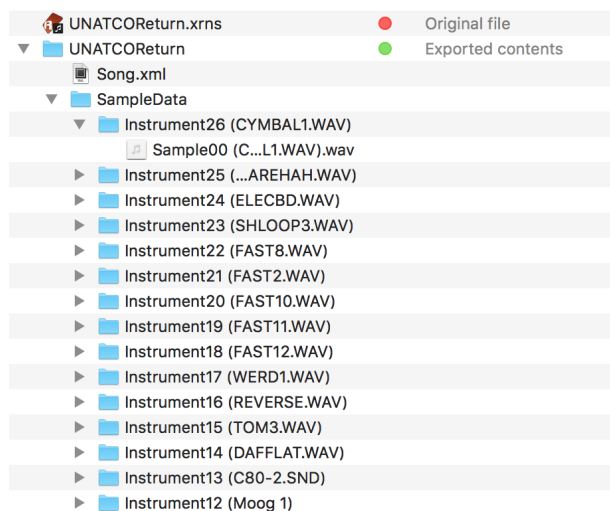 UNATCOReturn.xrns Original file
UNATCOReturn Exported contents
Song.xml
SampleData
Instrument26 (CYMBAL1.WAV)
Sample00 (C...L1.WAV).wav
Instrument25 (...AREHAH.WAV)
Instrument24 (ELECBD.WAV)
Instrument23 (SHLOOP3.WAV)
Instrument22 (FAST8.WAV)
Instrument21 (FAST2.WAV)
Instrument20 (FAST10.WAV)
Instrument19 (FAST11.WAV)
Instrument18 (FAST12.WAV)
Instrument17 (WERD1.WAV)
Instrument16 (REVERSE.WAV)
Instrument15 (TOM3.WAV)
Instrument14 (DAFFLAT.WAV)
Instrument13 (C80-2.SND)
Instrument12 (Moog 1)